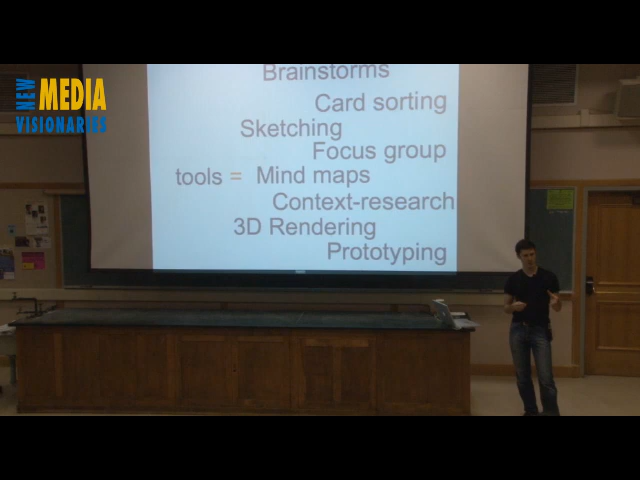 NEW
MEDIA
VISIONARIES
Brainstorms
Card sorting
Sketching
Focus group
tools = Mind maps
Context-research
3D Rendering
Prototyping